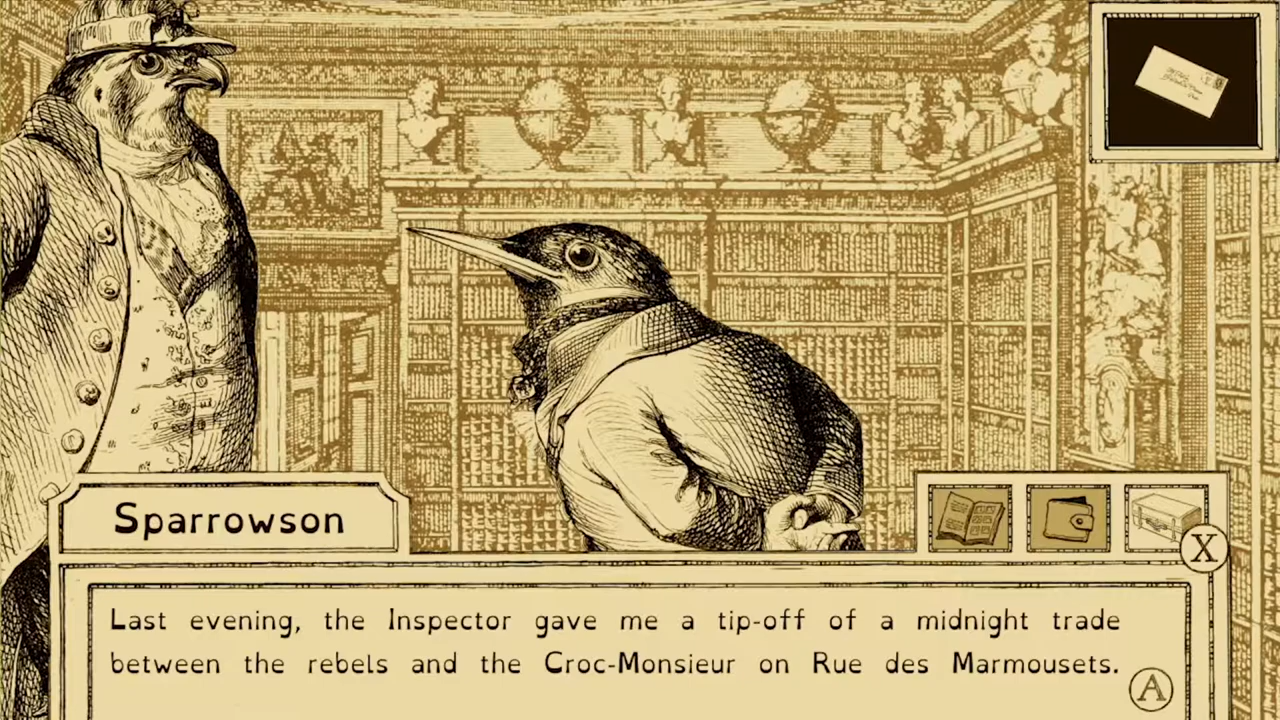 Sparrowson
X
Last evening, the Inspector gave me a tip-off of a midnight trade
between the rebels and the Croc-Monsieur on Rue des Marmousets.
A